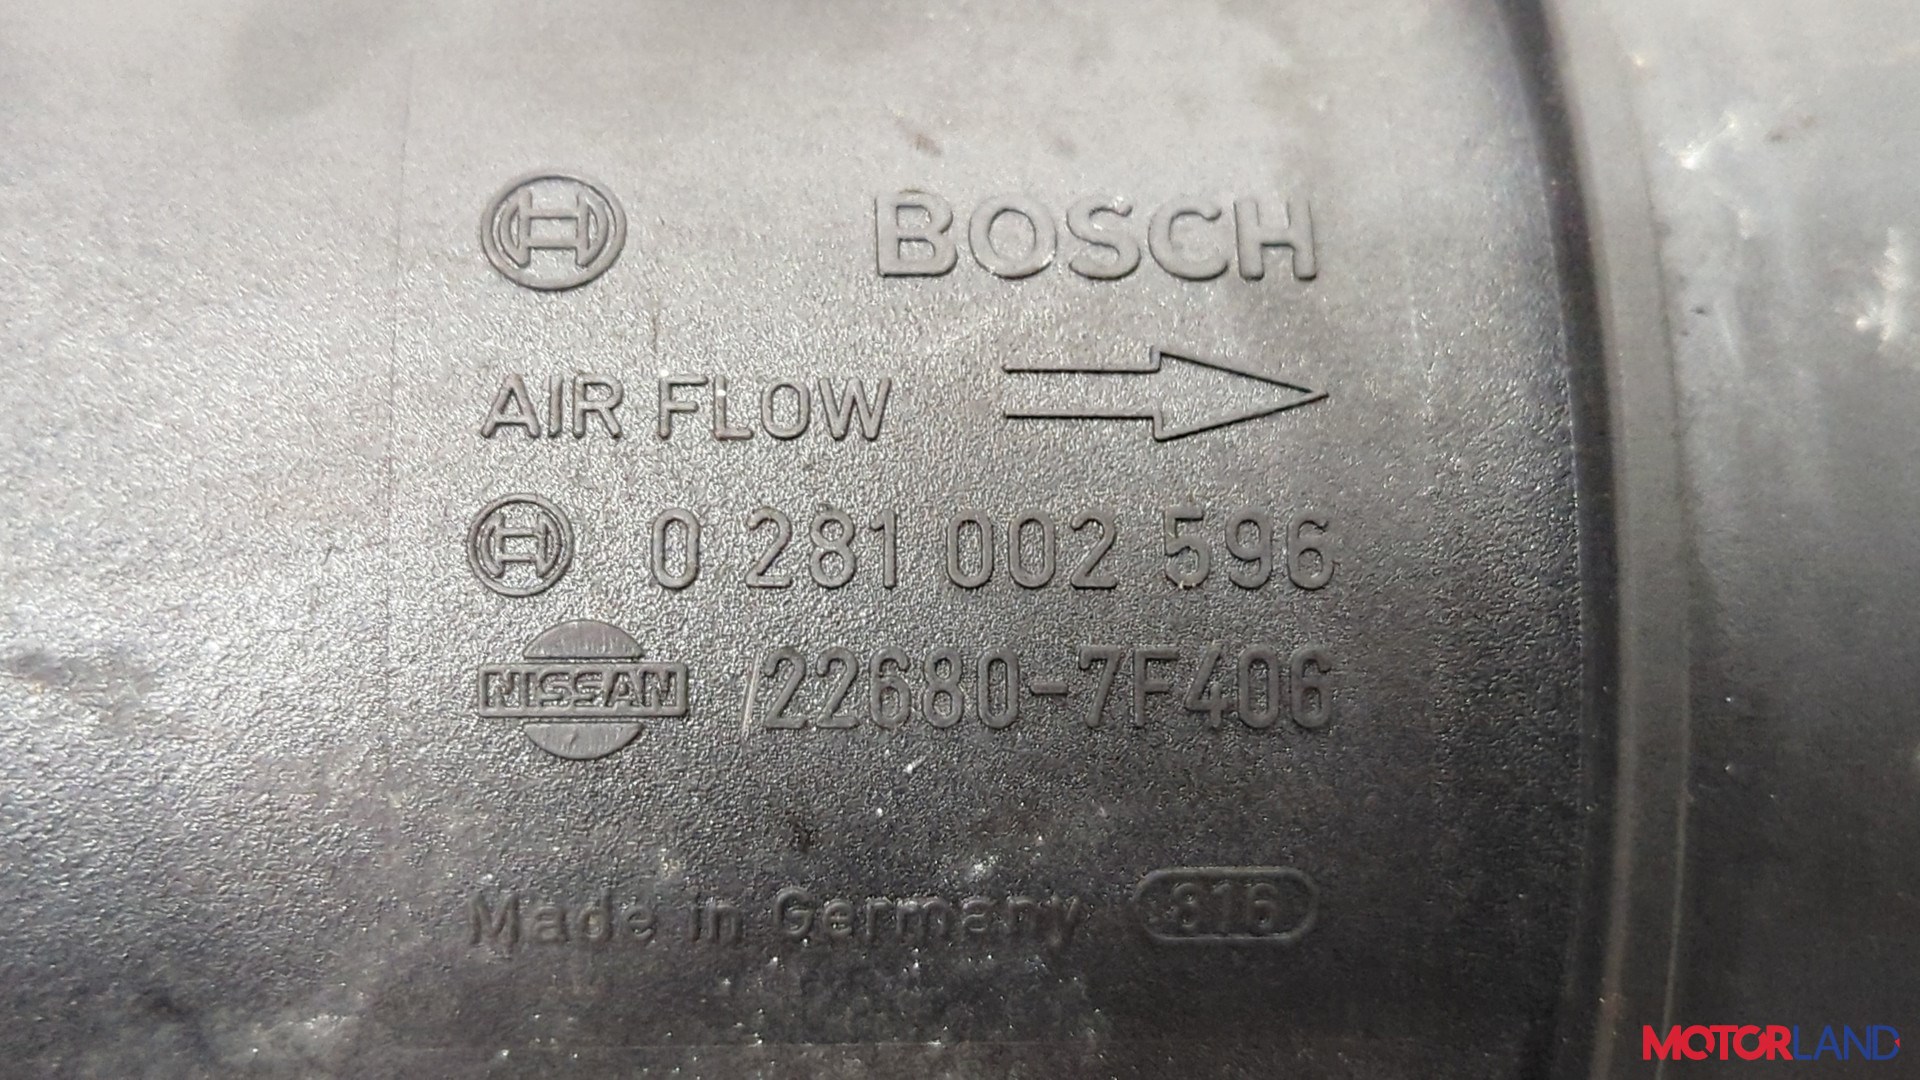 BOSCH
AIR FLOW
0 281 002 596
NISSAN 22680-7F406
Made in Germany 816
MOTORLAND